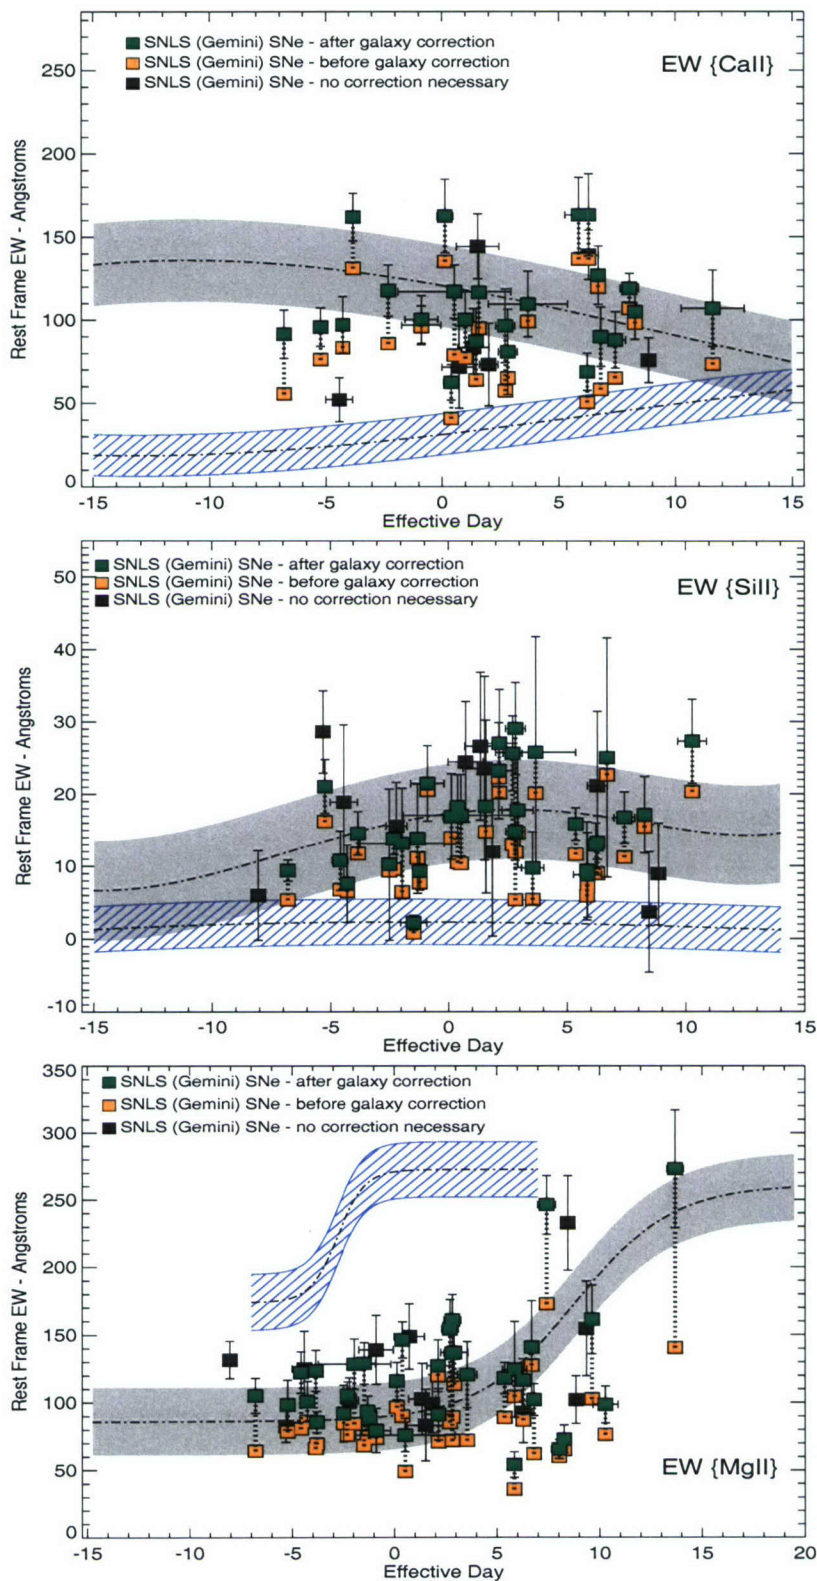 SNLS (Gemini) SNe - after galaxy correction
SNLS (Gemini) SNe - before galaxy correction
SNLS (Gemini) SNe - no correction necessary
EW {CaII}
Rest Frame EW - Angstroms
250
200
150
100
50
0
-15 -10 -5 0 5 10 15
Effective Day
SNLS (Gemini) SNe - after galaxy correction
SNLS (Gemini) SNe - before galaxy correction
SNLS (Gemini) SNe - no correction necessary
EW {SiII}
Rest Frame EW - Angstroms
50
40
30
20
10
0
-10
-15 -10 -5 0 5 10 15
Effective Day
SNLS (Gemini) SNe - after galaxy correction
SNLS (Gemini) SNe - before galaxy correction
SNLS (Gemini) SNe - no correction necessary
Rest Frame EW - Angstroms
350
300
250
200
150
100
50
0
EW {MgII}
-15 -10 -5 0 5 10 15 20
Effective Day